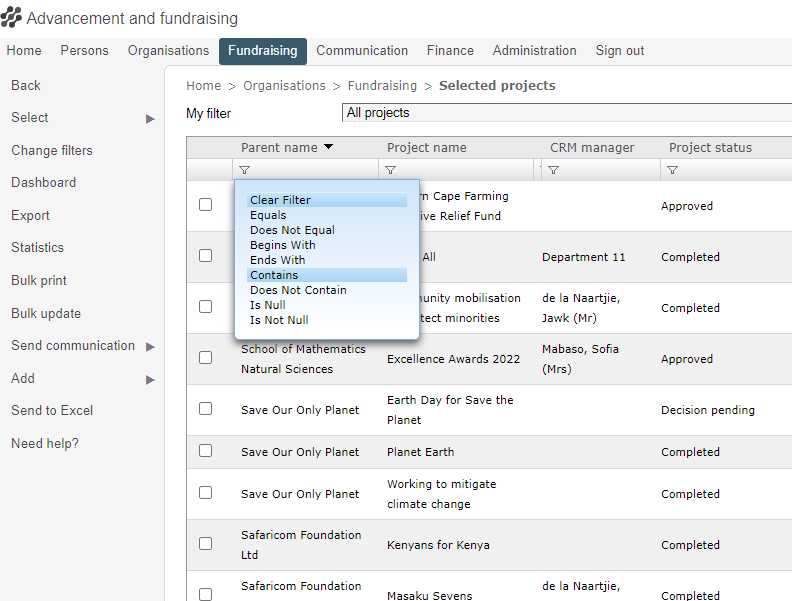 Advancement and fundraising
Home Persons Organisations Fundraising Communication Finance Administration Sign out
Back
Select
Change filters
Dashboard
Export
Statistics
Bulk print
Bulk update
Send communication
Add
Send to Excel
Need help?
Home > Organisations > Fundraising > Selected projects
My filter All projects
Parent name Project name CRM manager Project status
Clear Filter
Equals
Does Not Equal
Begins With
Ends With
Contains
Does Not Contain
Is Null
Is Not Null
rn Cape Farming
ive Relief Fund
Approved
All
Department 11
Completed
unity mobilisation
tect minorities
de la Naartjie,
Jawk (Mr)
Completed
School of Mathematics
Natural Sciences
Excellence Awards 2022
Mabaso, Sofia
(Mrs)
Approved
Save Our Only Planet
Earth Day for Save the
Planet
Decision pending
Save Our Only Planet
Planet Earth
Completed
Save Our Only Planet
Working to mitigate
climate change
Completed
Safaricom Foundation
Ltd
Kenyans for Kenya
Completed
Safaricom Foundation
Masaku Sevens
de la Naartjie,
Completed